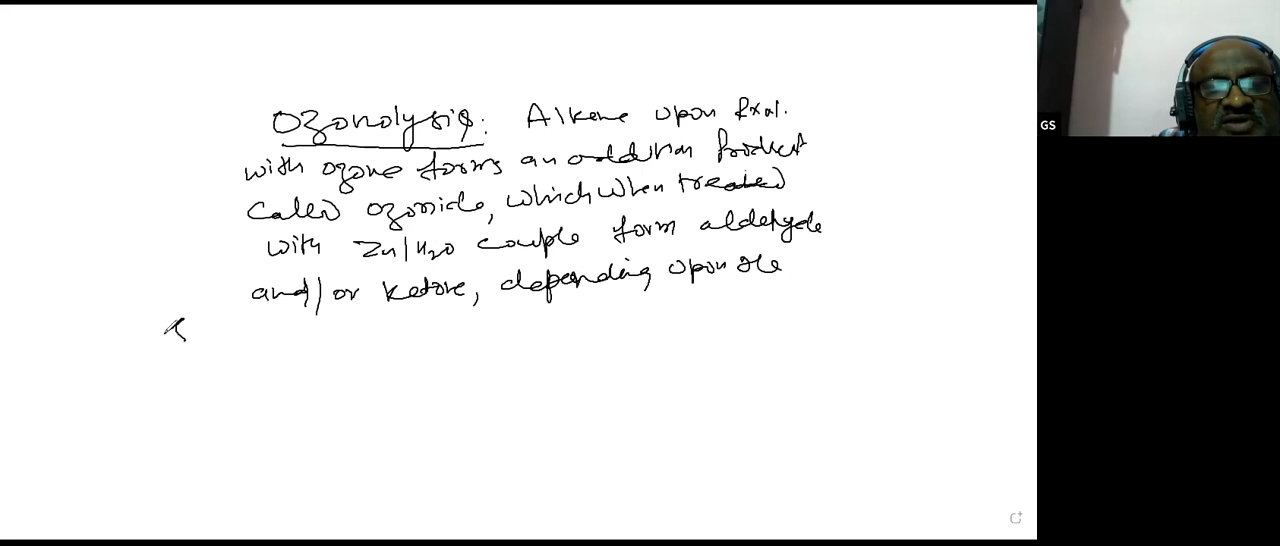 Ozonolysis: Alkene upon Rxn.
with ozone forms an addition Product
called ozonide, which when treated
with Zn/H2O couple form aldehyde
and/or ketone, depending upon the
GS